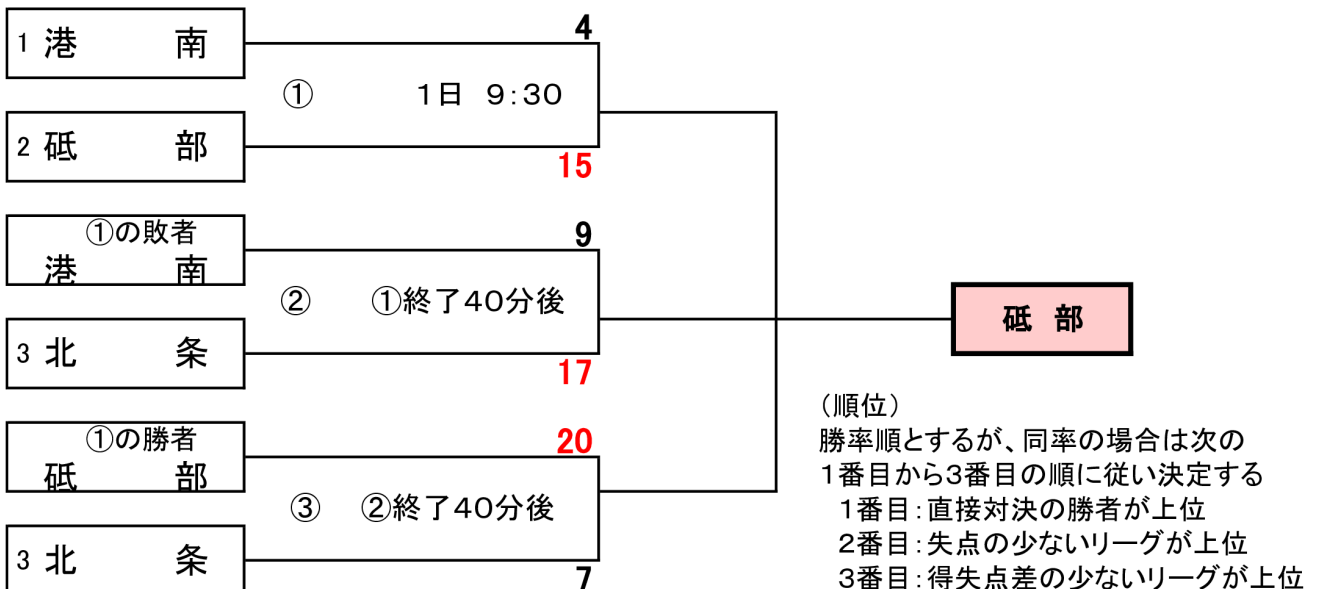 1 港 南
4
① 1日 9:30
2 砥 部
15
①の敗者
港 南
9
② ①終了40分後
3 北 条
17
①の勝者
砥 部
20
③ ②終了40分後
3 北 条
7
砥 部
（順位）
勝率順とするが、同率の場合は次の
1番目から3番目の順に従い決定する
1番目：直接対決の勝者が上位
2番目：失点の少ないリーグが上位
3番目：得失点差の少ないリーグが上位